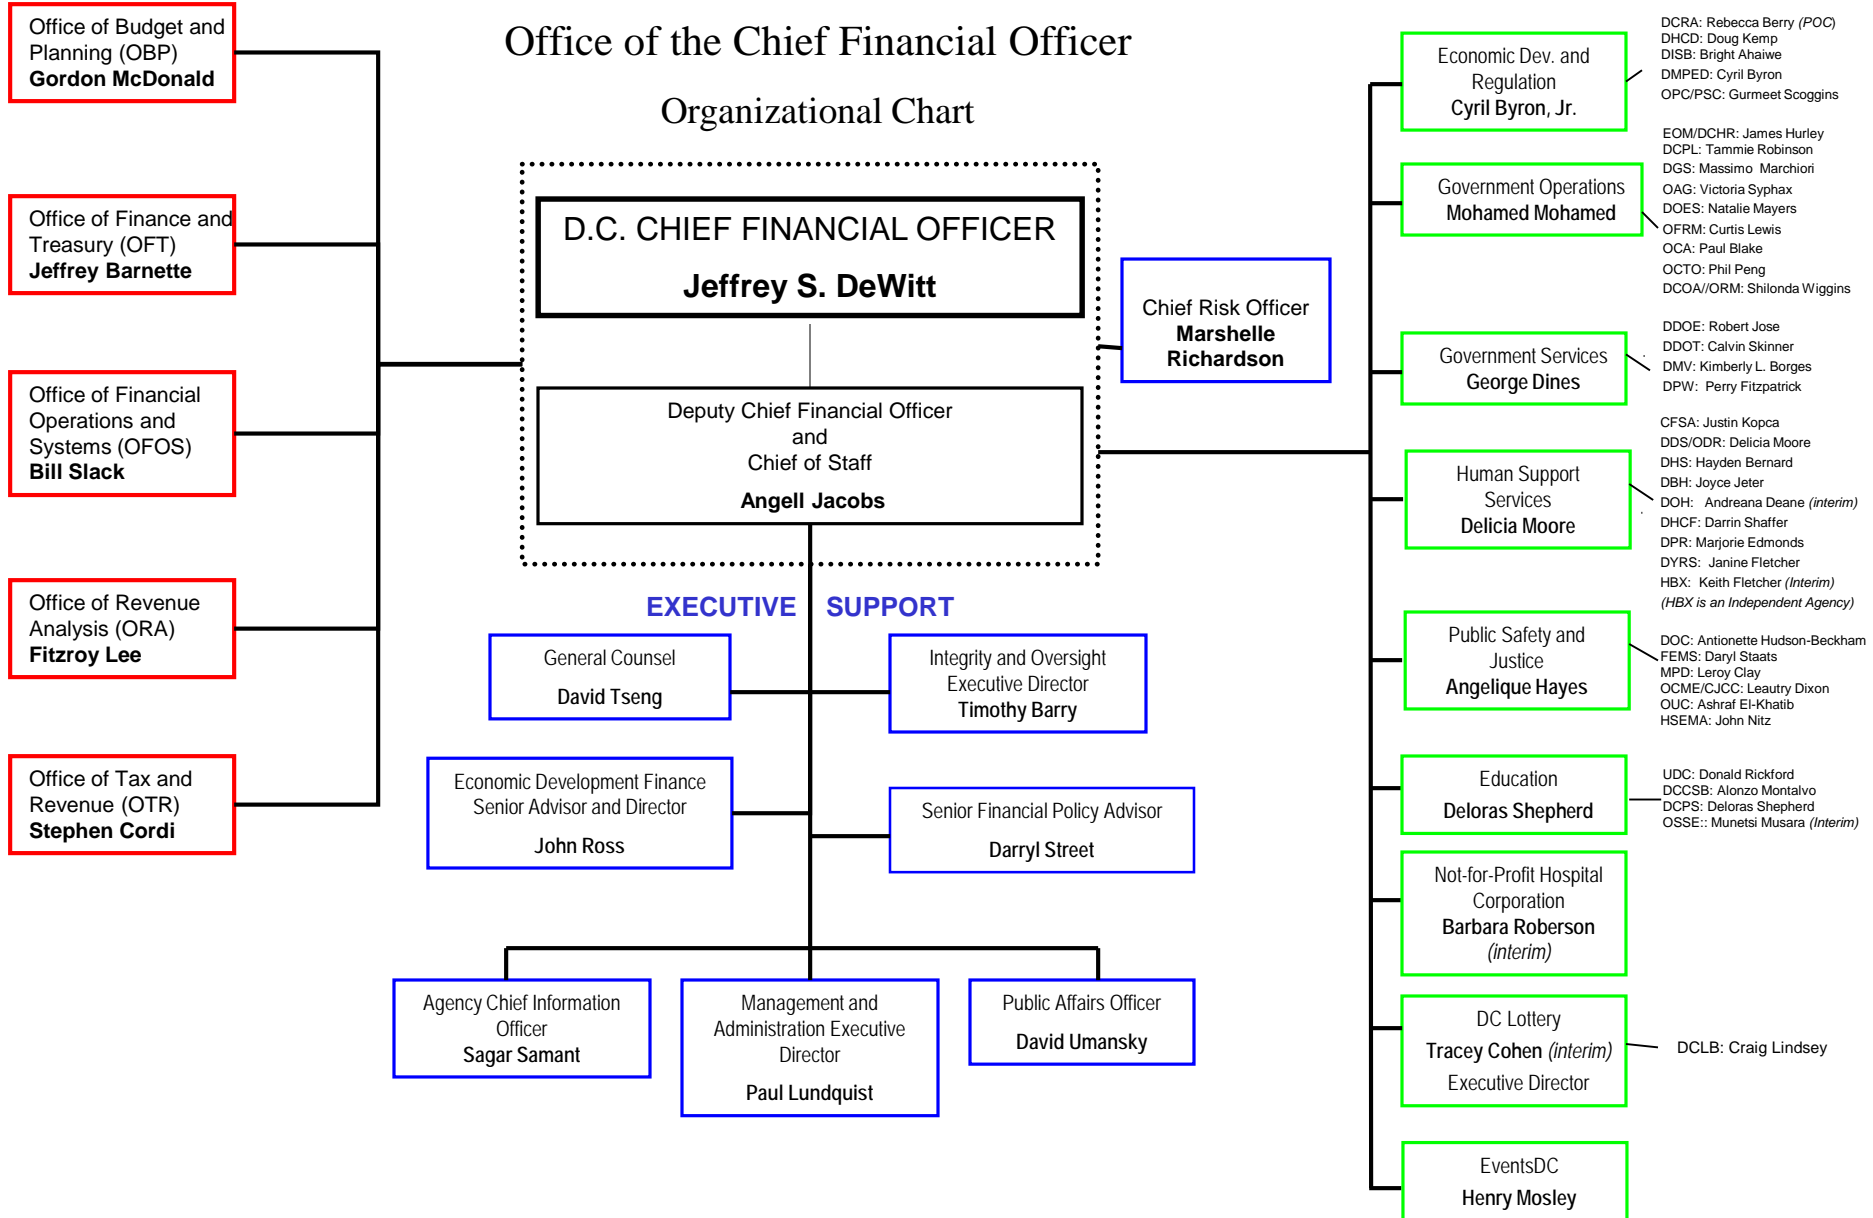 Office of the Chief Financial Officer
Organizational Chart
Office of Budget and
Planning (OBP)
Gordon McDonald
Office of Finance and
Treasury (OFT)
Jeffrey Barnette
Office of Financial
Operations and
Systems (OFOS)
Bill Slack
Office of Revenue
Analysis (ORA)
Fitzroy Lee
Office of Tax and
Revenue (OTR)
Stephen Cordi
D.C. CHIEF FINANCIAL OFFICER
Jeffrey S. DeWitt
Deputy Chief Financial Officer
and
Chief of Staff
Angell Jacobs
Chief Risk Officer
Marshelle
Richardson
EXECUTIVE SUPPORT
General Counsel
David Tseng
Integrity and Oversight
Executive Director
Timothy Barry
Economic Development Finance
Senior Advisor and Director
John Ross
Senior Financial Policy Advisor
Darryl Street
Agency Chief Information
Officer
Sagar Samant
Management and
Administration Executive
Director
Paul Lundquist
Public Affairs Officer
David Umansky
Economic Dev. and
Regulation
Cyril Byron, Jr.
DCRA: Rebecca Berry (POC)
DHCD: Doug Kemp
DISB: Bright Ahaiwe
DMPED: Cyril Byron
OPC/PSC: Gurmeet Scoggins
Government Operations
Mohamed Mohamed
EOM/DCHR: James Hurley
DCPL: Tammie Robinson
DGS: Massimo Marchiori
OAG: Victoria Syphax
DOES: Natalie Mayers
OFRM: Curtis Lewis
OCA: Paul Blake
OCTO: Phil Peng
DCOA//ORM: Shilonda Wiggins
Government Services
George Dines
DDOE: Robert Jose
DDOT: Calvin Skinner
DMV: Kimberly L. Borges
DPW: Perry Fitzpatrick
Human Support
Services
Delicia Moore
CFSA: Justin Kopca
DDS/ODR: Delicia Moore
DHS: Hayden Bernard
DBH: Joyce Jeter
DOH: Andreana Deane (interim)
DHCF: Darrin Shaffer
DPR: Marjorie Edmonds
DYRS: Janine Fletcher
HBX: Keith Fletcher (Interim)
(HBX is an Independent Agency)
Public Safety and
Justice
Angelique Hayes
DOC: Antionette Hudson-Beckham
FEMS: Daryl Staats
MPD: Leroy Clay
OCME/CJCC: Leautry Dixon
OUC: Ashraf El-Khatib
HSEMA: John Nitz
Education
Deloras Shepherd
UDC: Donald Rickford
DCCSB: Alonzo Montalvo
DCPS: Deloras Shepherd
OSSE:: Munetsi Musara (Interim)
Not-for-Profit Hospital
Corporation
Barbara Roberson
(interim)
DC Lottery
Tracey Cohen (interim)
Executive Director
DCLB: Craig Lindsey
EventsDC
Henry Mosley